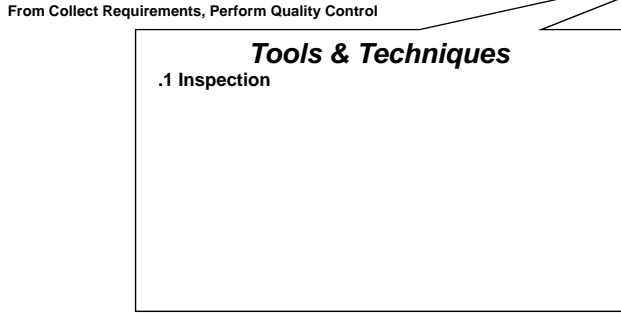 From Collect Requirements, Perform Quality Control
Tools & Techniques
.1 Inspection